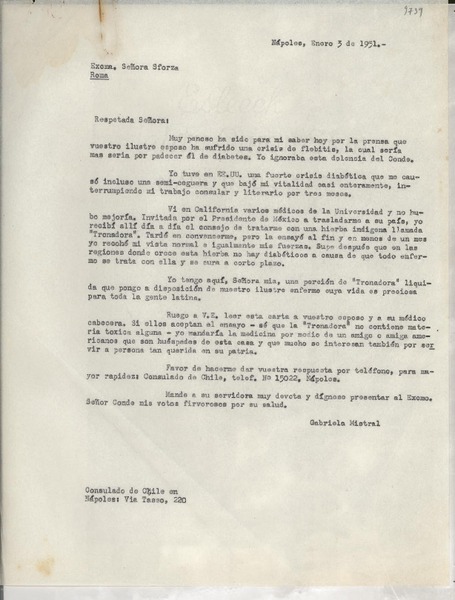 9739
Nápoles, Enero 3 de 1951.-
Exoma. Señora Sforza
Roma
Respetada Señora:
Muy penoso ha sido para mi saber hoy por la prensa que
vuestro ilustre esposo ha sufrido una crisis de flebitis, la cual sería
mas seria por padecer él de diabetes. Yo ignoraba esta dolencia del Conde.
Yo tuve en EE.UU. una fuerte crisis diabética que me cau-
só incluso una semi-ceguera y que bajó mi vitalidad casi enteramente, in-
terrumpiendo mi trabajo consular y literario por tres meses.
Vi en California varios médicos de la Universidad y no hu-
bo mejoría. Invitada por el Presidente de México a trasladarme a su país, yo
recibí allí día a día el consejo de tratarme con una hierba indígena llamada
"Tronadora". Tardé en convencerme, pero la ensayé al fin y en menos de un mes
yo recobré mi vista normal e igualmente mis fuerzas. Supe después que en las
regiones donde crece esta hierba no hay diabéticos a causa de que todo enfer-
mo se trata con ella y se cura a corto plazo.
Yo tengo aquí, Señora mia, una porción de "Tronadora" líqui-
da que pongo a disposición de nuestro ilustre enfermo cuya vida es preciosa
para toda la gente latina.
Ruego a V.E. leer esta carta a vuestro esposo y a su médico
cabecera. Si ellos aceptan el ensayo - sé que la "Tronadora" no contiene mate-
ria toxica alguna - yo mandaría la medicina por medio de un amigo o amiga ame-
ricanos que son huéspedes de esta casa y que mucho se interesan también por ser
vir a persona tan querida en su patria.
Favor de hacerme dar vuestra respuesta por teléfono, para ma-
yor rapidez: Consulado de Chile, telef. Nº 15022, Nápoles.
Mande a su servidora muy devota y dígnese presentar al Exomo.
Señor Conde mis votos firvorosos por su salud.
Gabriela Mistral
Consulado de Chile en
Nápoles: Via Tasso, 220